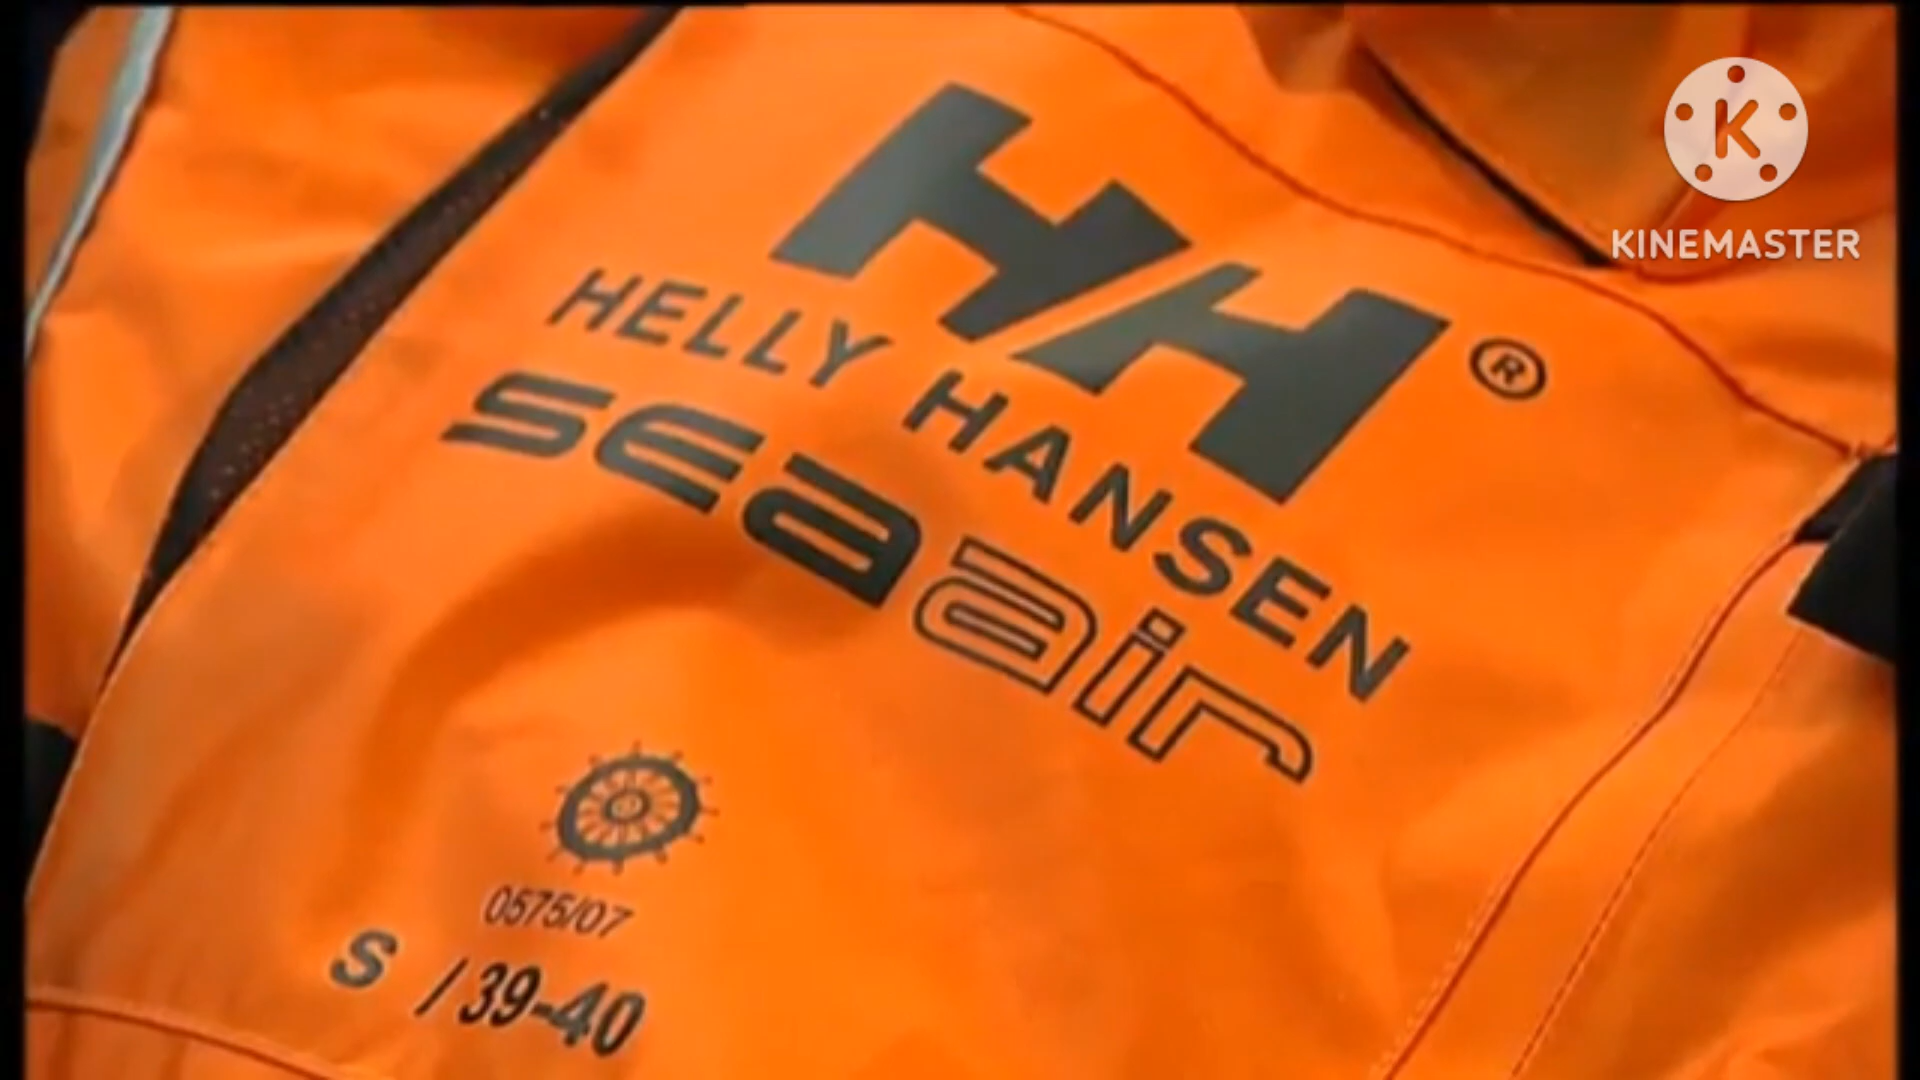 HH®
HELLY HANSEN
seaair
0575/07
S / 39-40
K
KINEMASTER